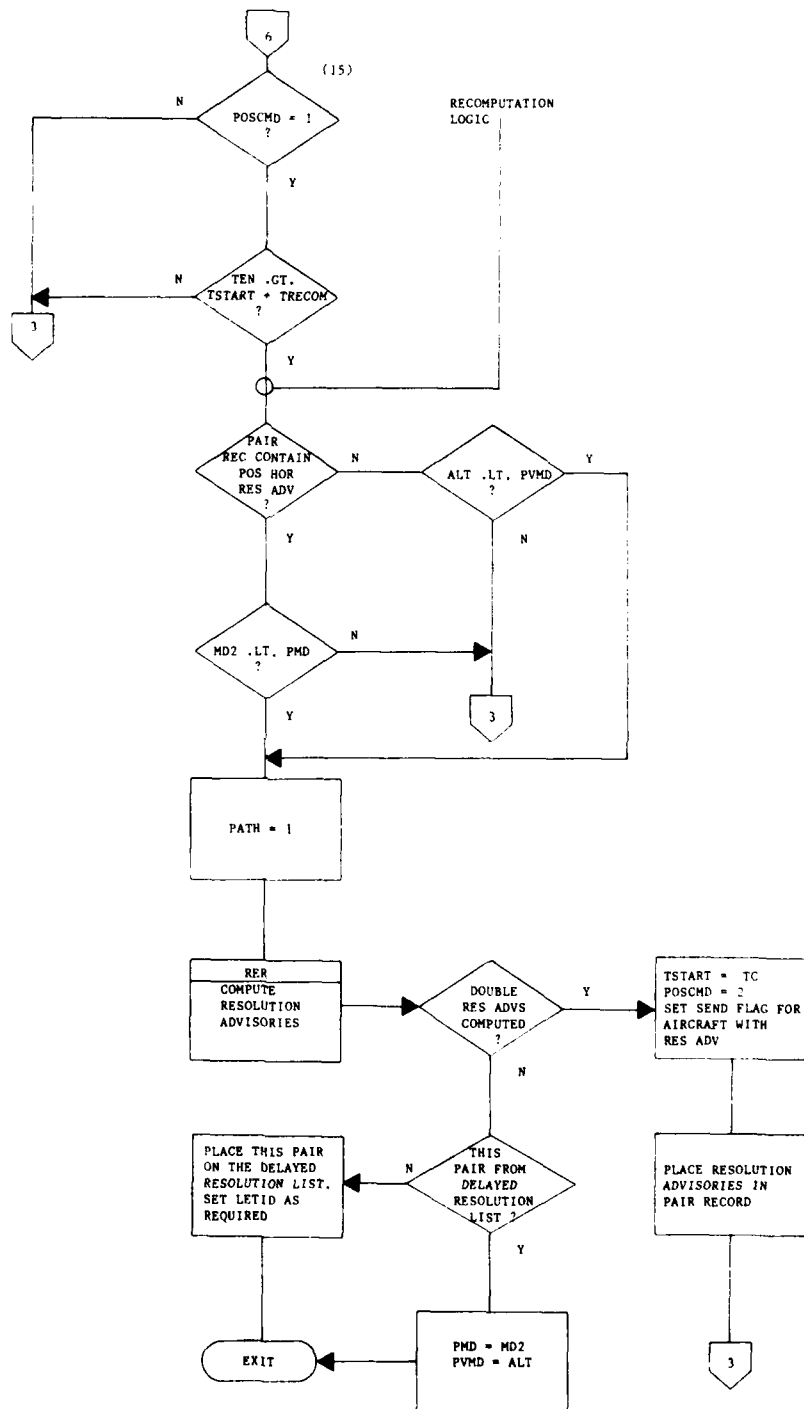 6
(15)
N
POSCMD = 1
?
RECOMPUTATION
LOGIC
Y
N
TEN .GT.
TSTART + TRECOM
?
3
Y
PAIR
REC CONTAIN
POS HOR
RES ADV
?
N
ALT .LT. PVMD
?
Y
Y
N
MD2 .LT. PMD
?
N
3
Y
PATH = 1
RER
COMPUTE
RESOLUTION
ADVISORIES
DOUBLE
RES ADVS
COMPUTED
?
Y
TSTART = TC
POSCMD = 2
SET SEND FLAG FOR
AIRCRAFT WITH
RES ADV
N
PLACE THIS PAIR
ON THE DELAYED
RESOLUTION LIST.
SET LETID AS
REQUIRED
N
THIS
PAIR FROM
DELAYED
RESOLUTION
LIST ?
PLACE RESOLUTION
ADVISORIES IN
PAIR RECORD
Y
EXIT
PMD = MD2
PVMD = ALT
3